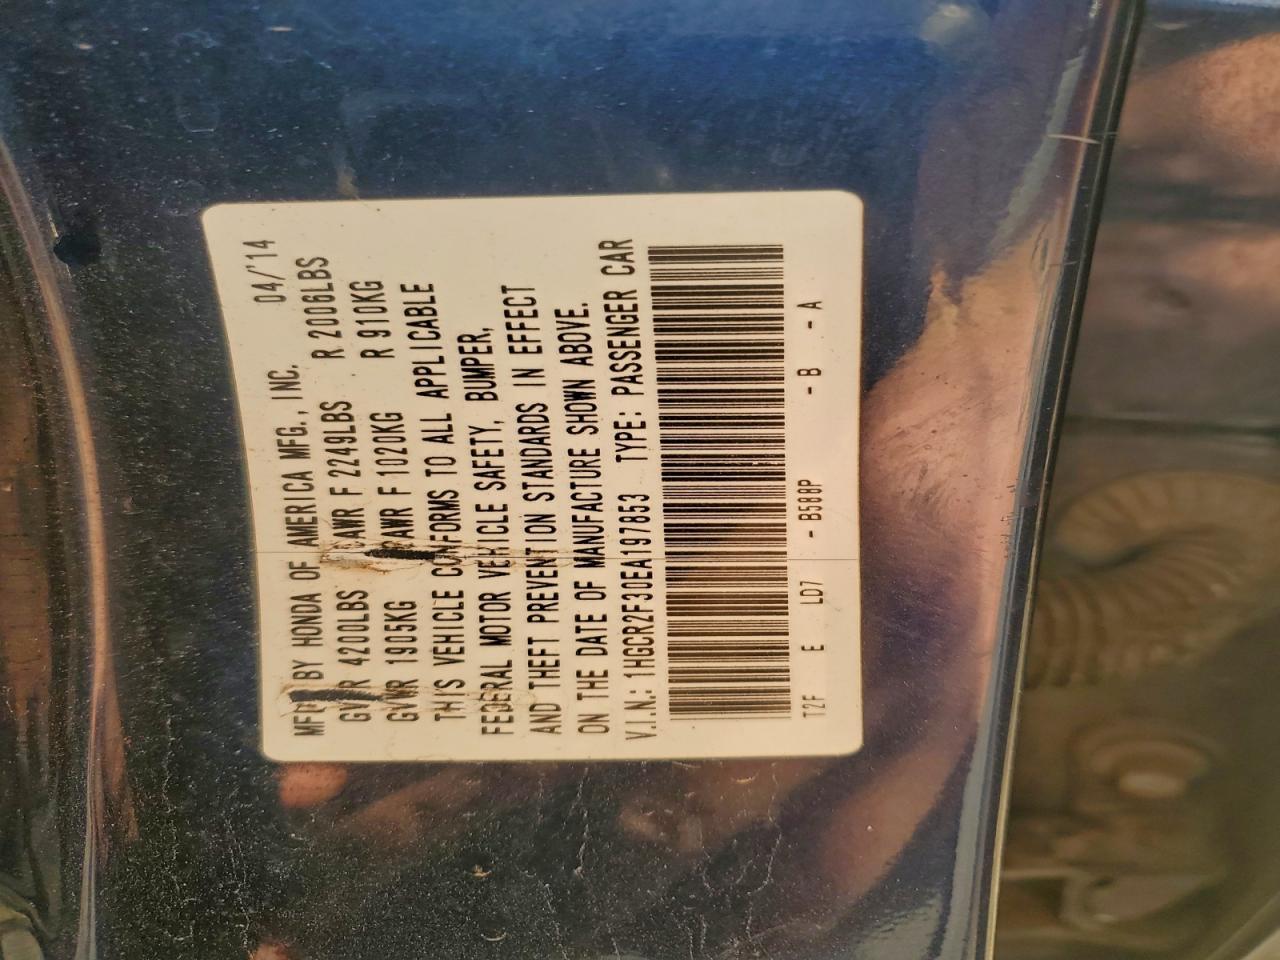 MFD BY HONDA OF AMERICA MFG., INC. 04/'14
GVWR 4200LBS GAWR F 2249LBS R 2006LBS
GVWR 1905KG GAWR F 1020KG R 910KG
THIS VEHICLE CONFORMS TO ALL APPLICABLE
FEDERAL MOTOR VEHICLE SAFETY, BUMPER,
AND THEFT PREVENTION STANDARDS IN EFFECT
ON THE DATE OF MANUFACTURE SHOWN ABOVE.
V.I.N.: 1HGCR2F30EA197853 TYPE: PASSENGER CAR
T2F E LD7 - B588P - B - A